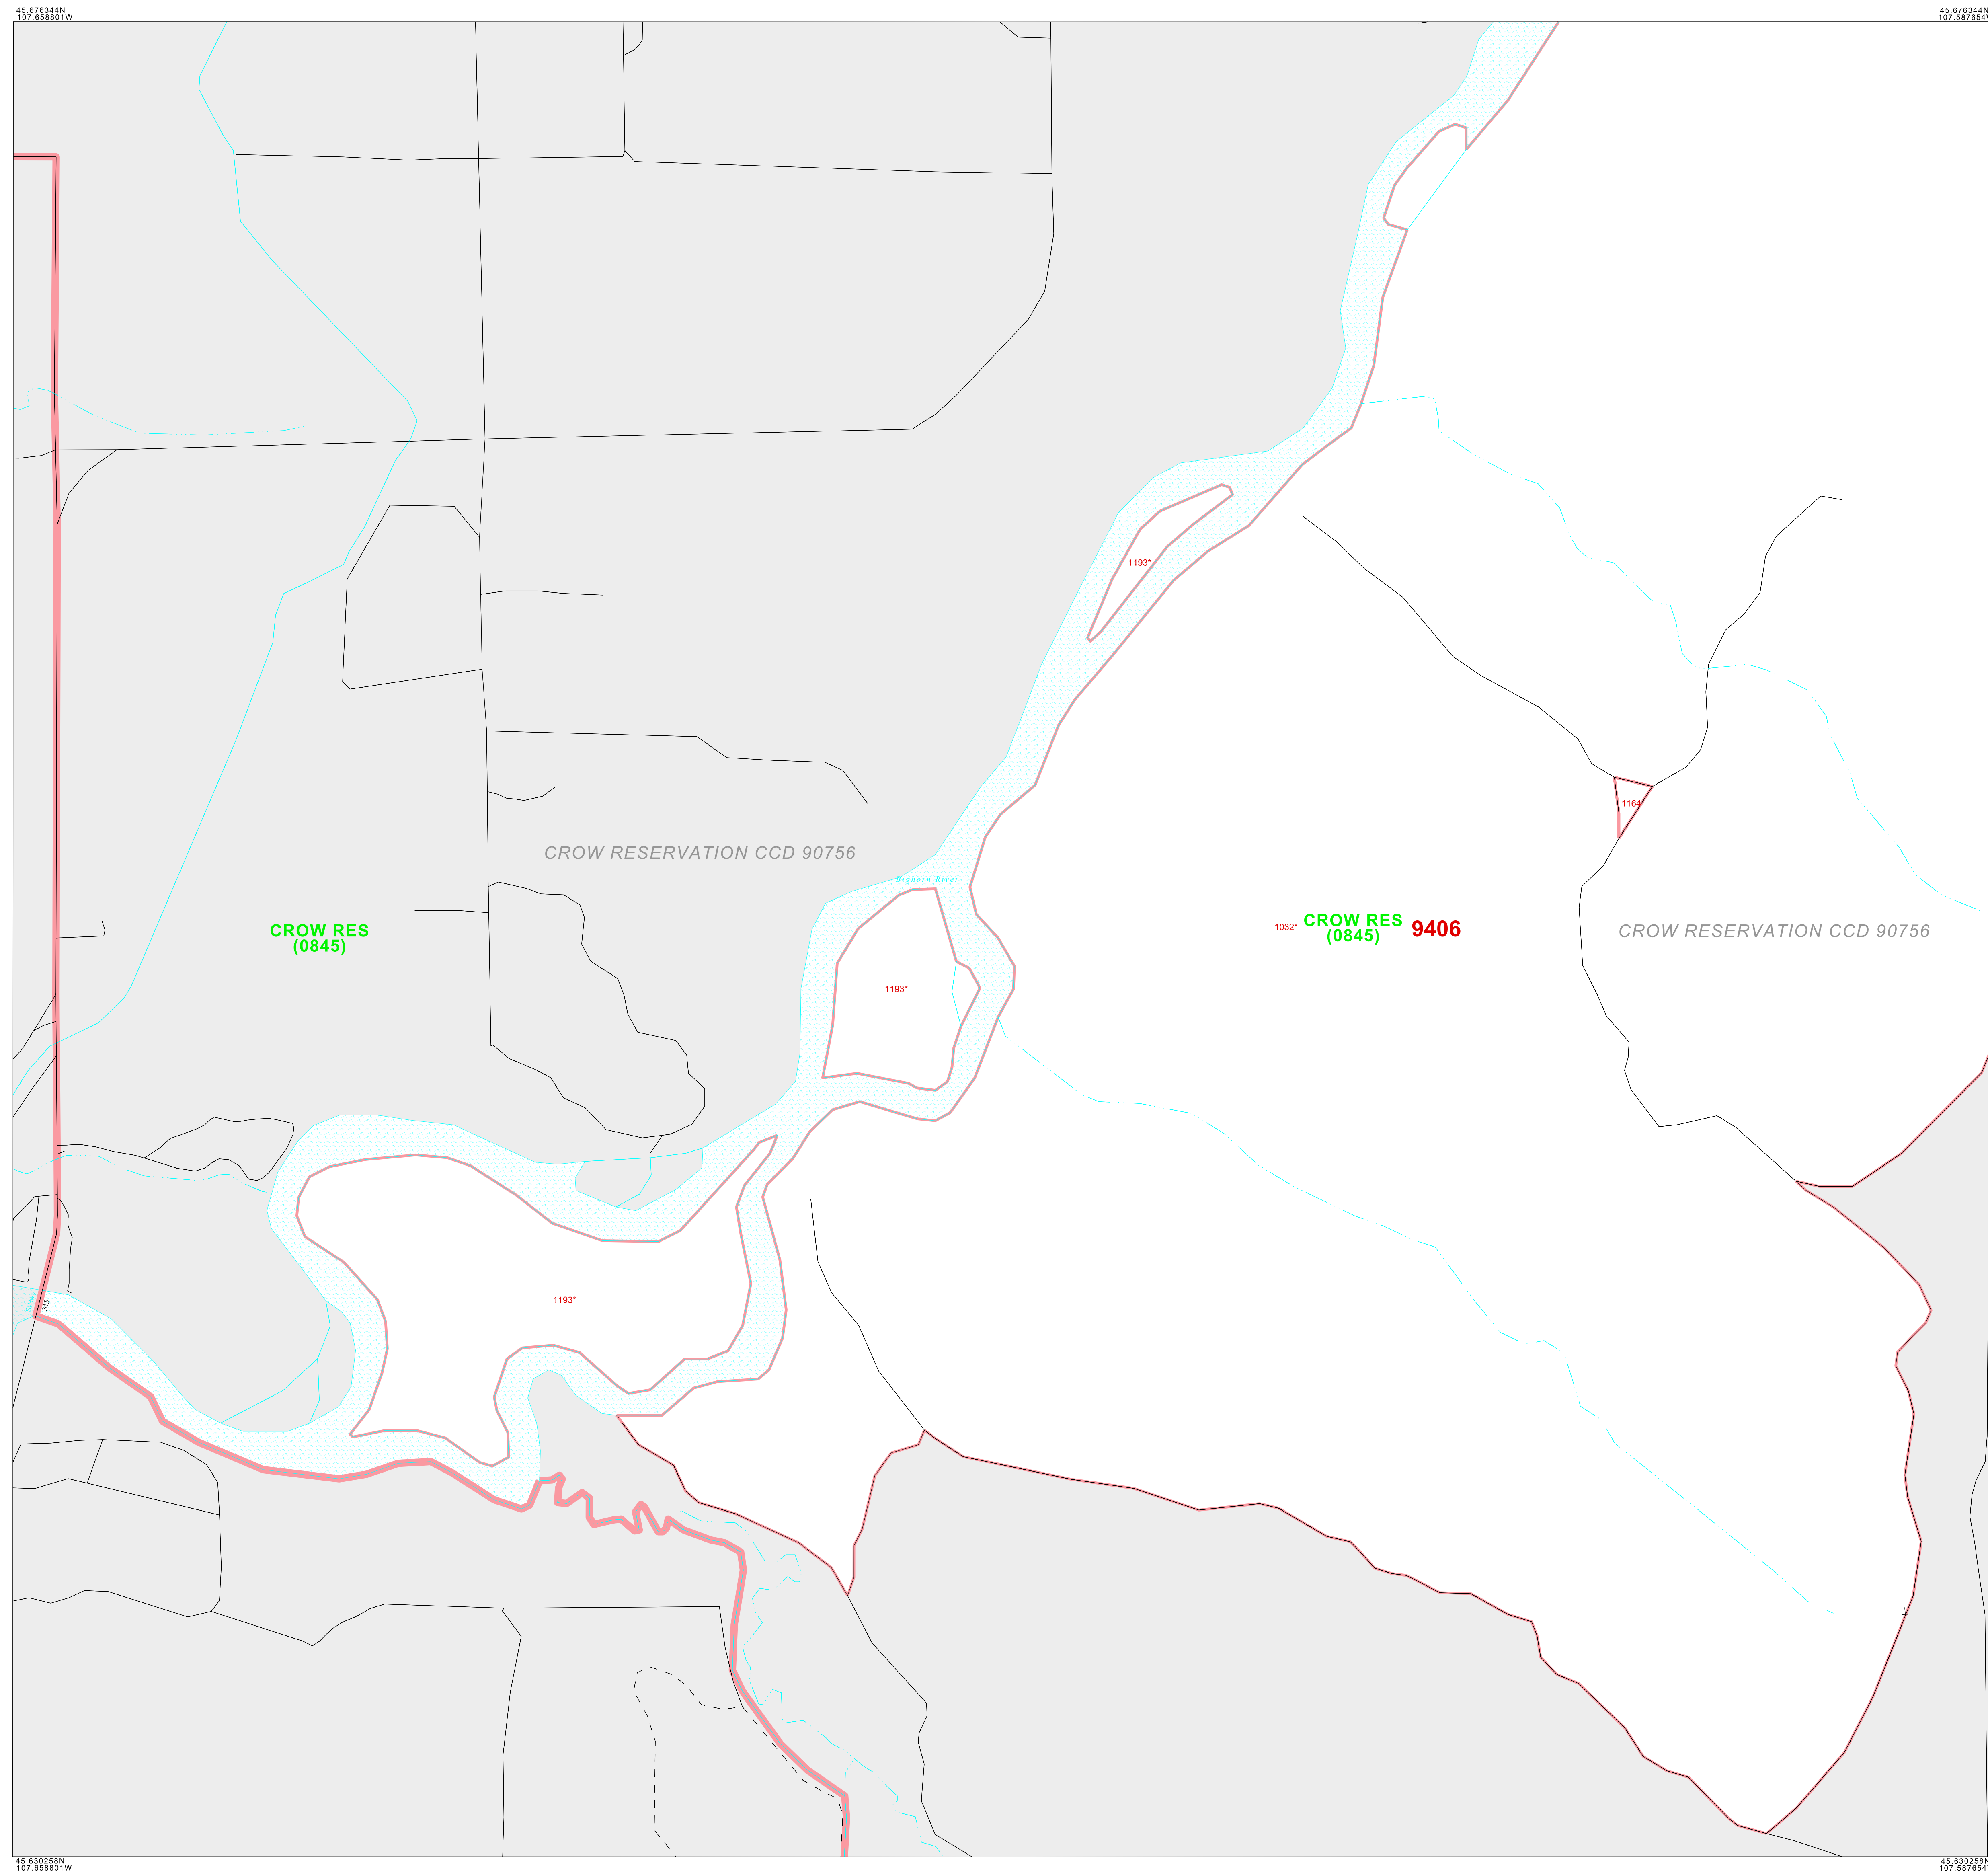 45.676344N
107.658801W
45.676344N
107.587654W
1193*
1164
CROW RESERVATION CCD 90756
Bighorn River
CROW RES
(0845)
1032*
CROW RES
(0845)
9406
CROW RESERVATION CCD 90756
1193*
1193*
313
45.630258N
107.658801W
45.630258N
107.587654W